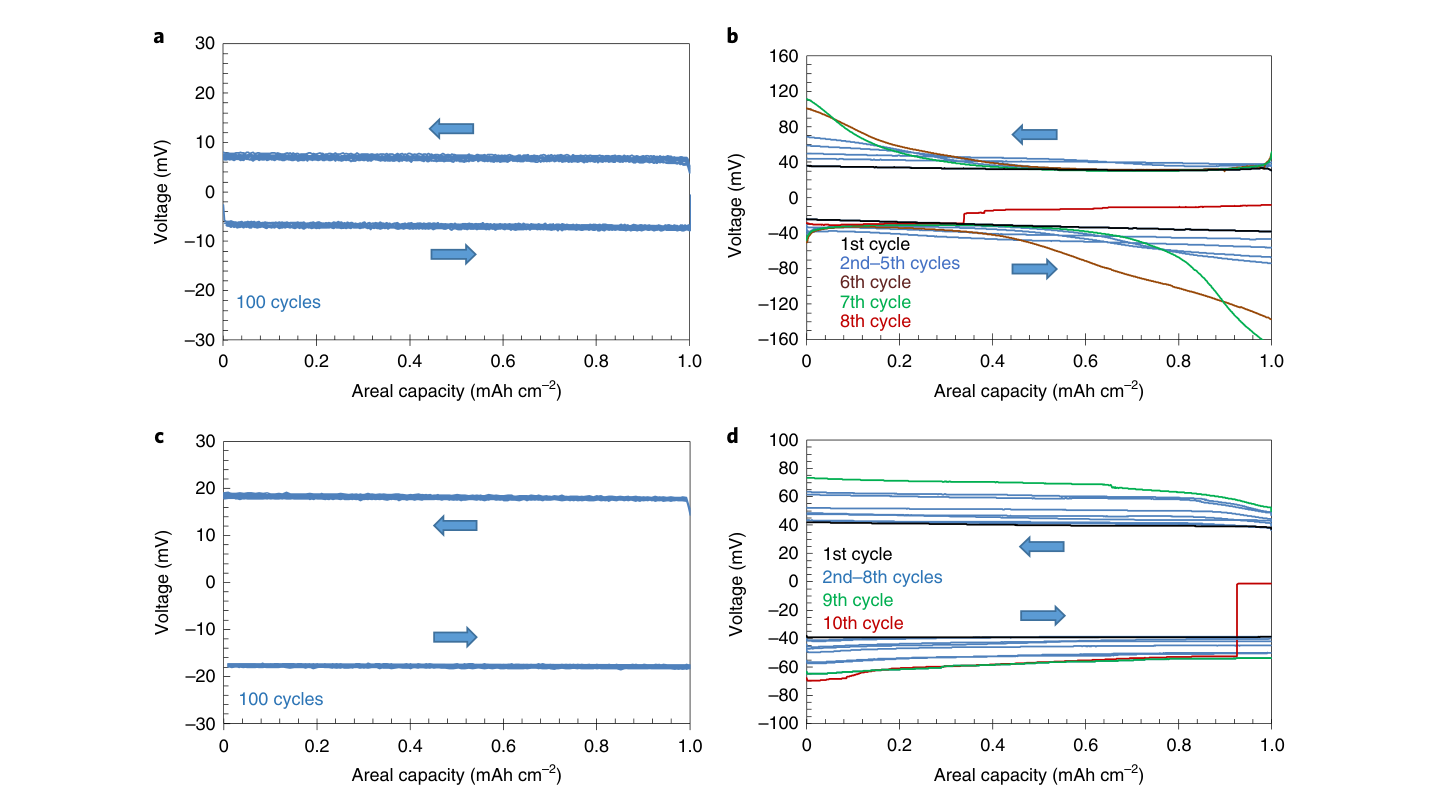 a
30
20
10
0
–10
–20
–30
Voltage (mV)
100 cycles
0 0.2 0.4 0.6 0.8 1.0
Areal capacity (mAh cm⁻²)
b
160
120
80
40
0
–40
–80
–120
–160
Voltage (mV)
1st cycle
2nd–5th cycles
6th cycle
7th cycle
8th cycle
0 0.2 0.4 0.6 0.8 1.0
Areal capacity (mAh cm⁻²)
c
30
20
10
0
–10
–20
–30
Voltage (mV)
100 cycles
0 0.2 0.4 0.6 0.8 1.0
Areal capacity (mAh cm⁻²)
d
100
80
60
40
20
0
–20
–40
–60
–80
–100
Voltage (mV)
1st cycle
2nd–8th cycles
9th cycle
10th cycle
0 0.2 0.4 0.6 0.8 1.0
Areal capacity (mAh cm⁻²)